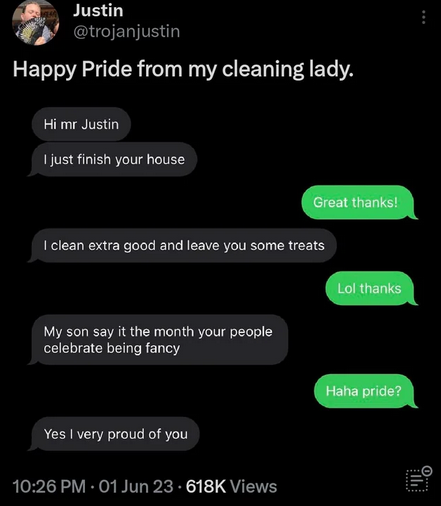 Justin
@trojanjustin
Happy Pride from my cleaning lady.
Hi mr Justin
I just finish your house
Great thanks!
I clean extra good and leave you some treats
Lol thanks
My son say it the month your people
celebrate being fancy
Haha pride?
Yes I very proud of you
10:26 PM · 01 Jun 23 · 618K Views